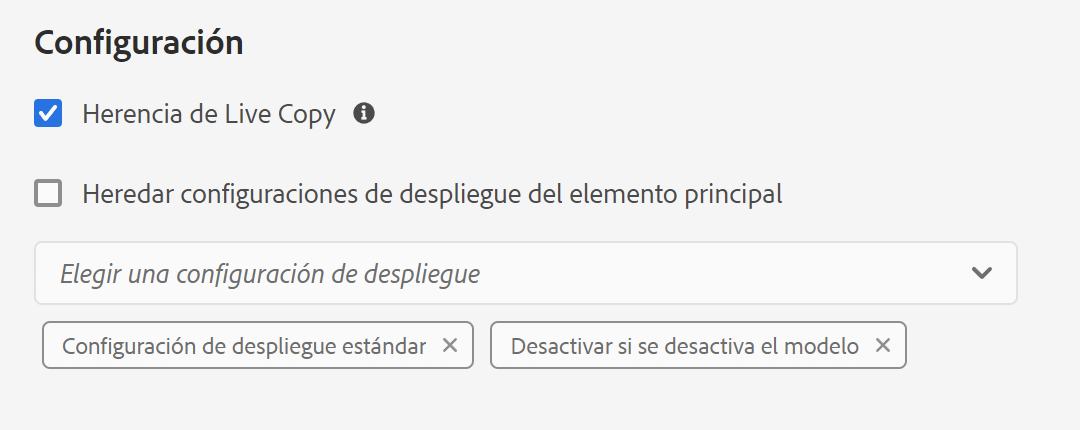 Configuración
Herencia de Live Copy
Heredar configuraciones de despliegue del elemento principal
Elegir una configuración de despliegue
Configuración de despliegue estándar
Desactivar si se desactiva el modelo